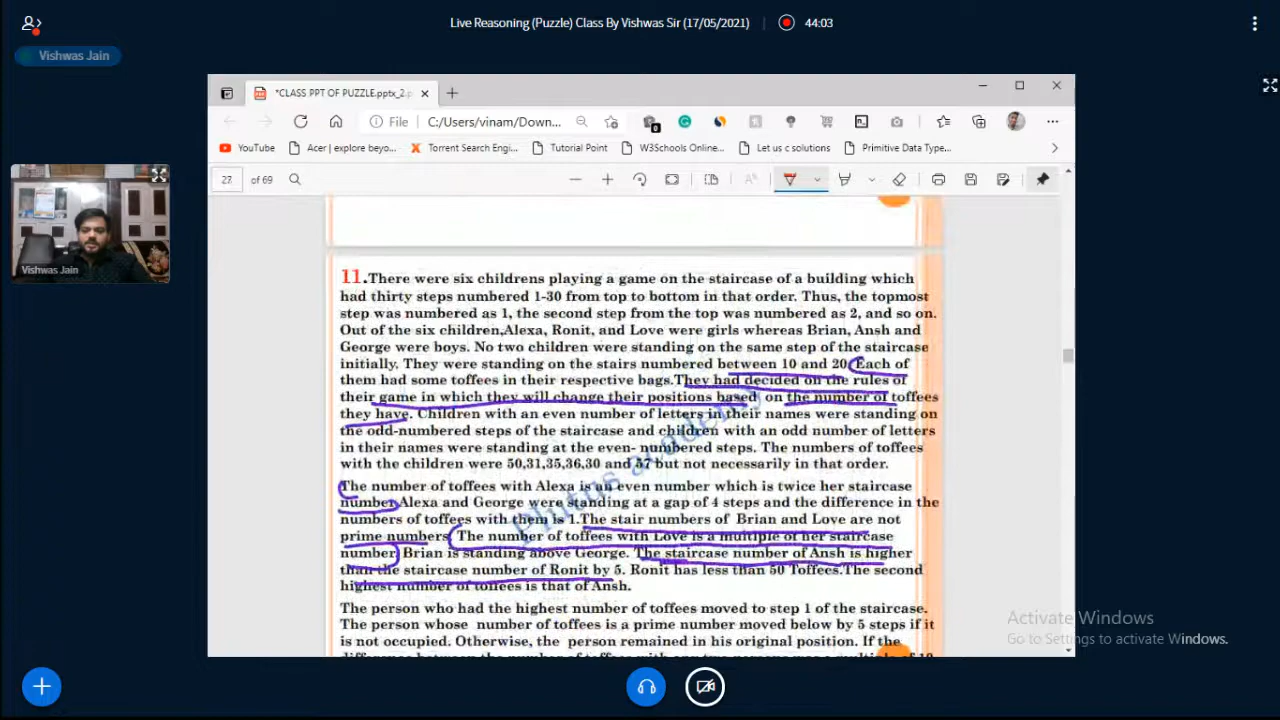 Live Reasoning (Puzzle) Class By Vishwas Sir (17/05/2021) 44:03
Vishwas Jain
*CLASS PPT OF PUZZLE.pptx_2.p
File C:/Users/vinam/Down...
YouTube Acer | explore beyo... Torrent Search Engi... Tutorial Point W3Schools Online... Let us c solutions Primitive Data Type...
27 of 69
Vishwas Jain
11.There were six childrens playing a game on the staircase of a building which
had thirty steps numbered 1-30 from top to bottom in that order. Thus, the topmost
step was numbered as 1, the second step from the top was numbered as 2, and so on.
Out of the six children,Alexa, Ronit, and Love were girls whereas Brian, Ansh and
George were boys. No two children were standing on the same step of the staircase
initially. They were standing on the stairs numbered between 10 and 20 Each of
them had some toffees in their respective bags.They had decided on the rules of
their game in which they will change their positions based on the number of toffees
they have. Children with an even number of letters in their names were standing on
the odd-numbered steps of the staircase and children with an odd number of letters
in their names were standing at the even- numbered steps. The numbers of toffees
with the children were 50,31,35,36,30 and 57 but not necessarily in that order.
The number of toffees with Alexa is an even number which is twice her staircase
number Alexa and George were standing at a gap of 4 steps and the difference in the
numbers of toffees with them is 1.The stair numbers of Brian and Love are not
prime numbers The number of toffees with Love is a multiple of her staircase
number Brian is standing above George. The staircase number of Ansh is higher
than the staircase number of Ronit by 5. Ronit has less than 50 Toffees.The second
highest number of toffees is that of Ansh.
The person who had the highest number of toffees moved to step 1 of the staircase.
The person whose number of toffees is a prime number moved below by 5 steps if it
is not occupied. Otherwise, the person remained in his original position. If the
Plutus academy
Activate Windows
Go to Settings to activate Windows.